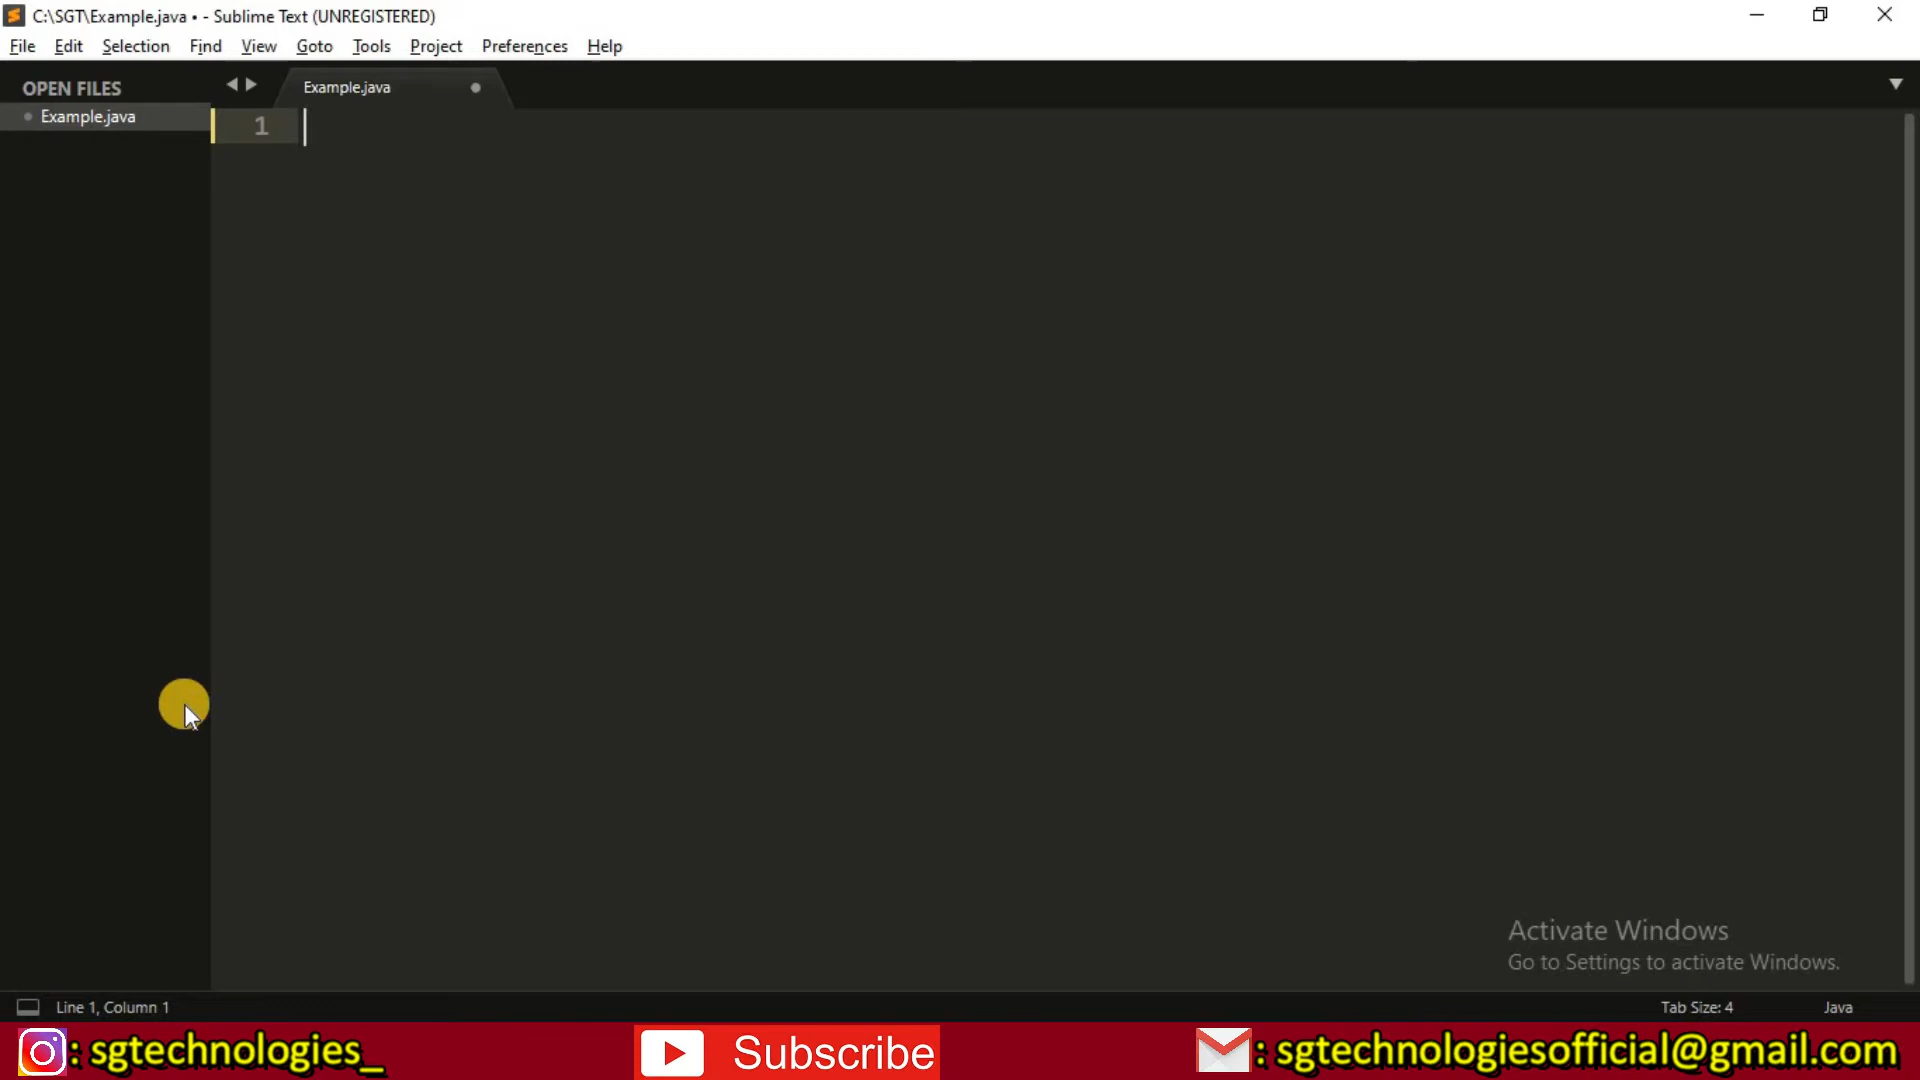 C:\SGT\Example.java • - Sublime Text (UNREGISTERED)
File Edit Selection Find View Goto Tools Project Preferences Help
OPEN FILES
Example.java
Example.java
1
Activate Windows
Go to Settings to activate Windows.
Line 1, Column 1
Tab Size: 4
Java
: sgtechnologies_
Subscribe
: sgtechnologiesofficial@gmail.com